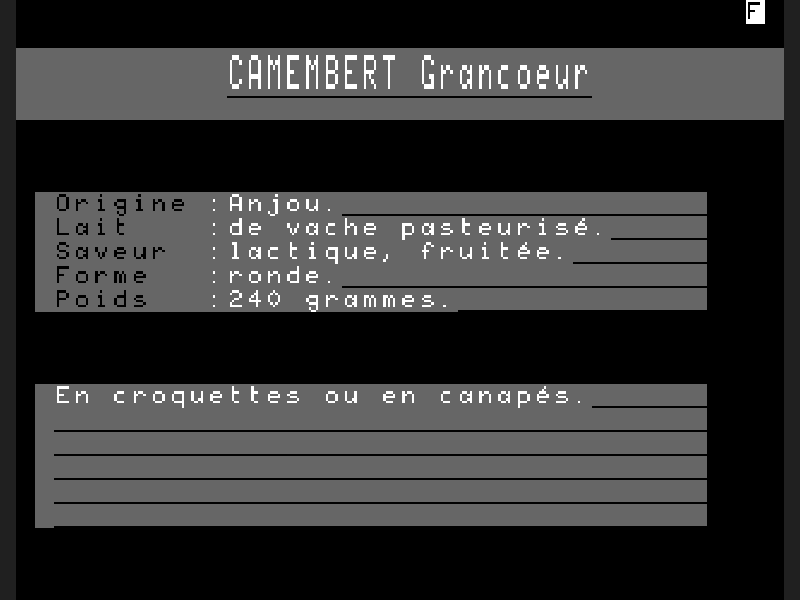 F
CAMEMBERT Grancoeur
Origine :Anjou.
Lait :de vache pasteurisé.
Saveur :lactique, fruitée.
Forme :ronde.
Poids :240 grammes.
En croquettes ou en canapés.